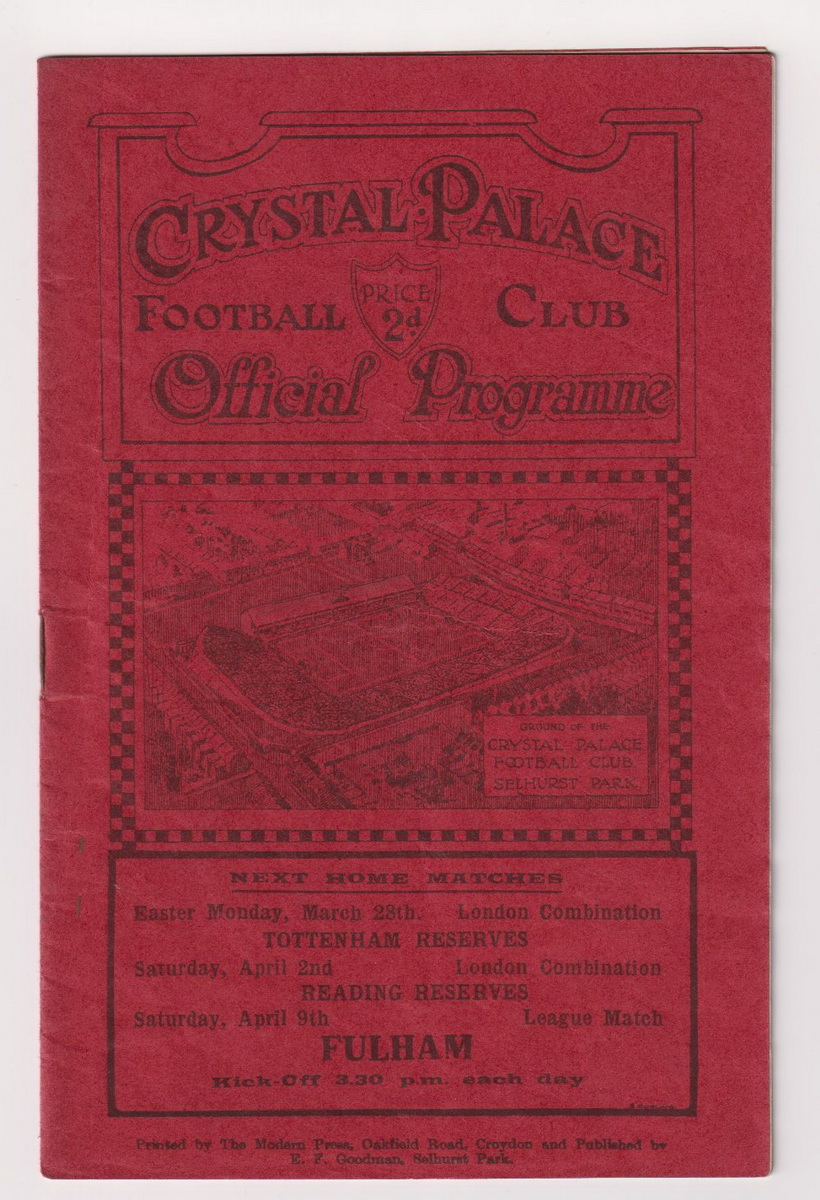 CRYSTAL PALACE
FOOTBALL CLUB
PRICE
2d
Official Programme
GROUND OF THE
CRYSTAL PALACE
FOOTBALL CLUB.
SELHURST PARK.
NEXT HOME MATCHES
Easter Monday, March 28th. London Combination
TOTTENHAM RESERVES
Saturday, April 2nd London Combination
READING RESERVES
Saturday, April 9th League Match
FULHAM
Kick-Off 3.30 p.m. each day
Printed by The Modern Press, Oakfield Road, Croydon and Published by
E. F. Goodman, Selhurst Park.